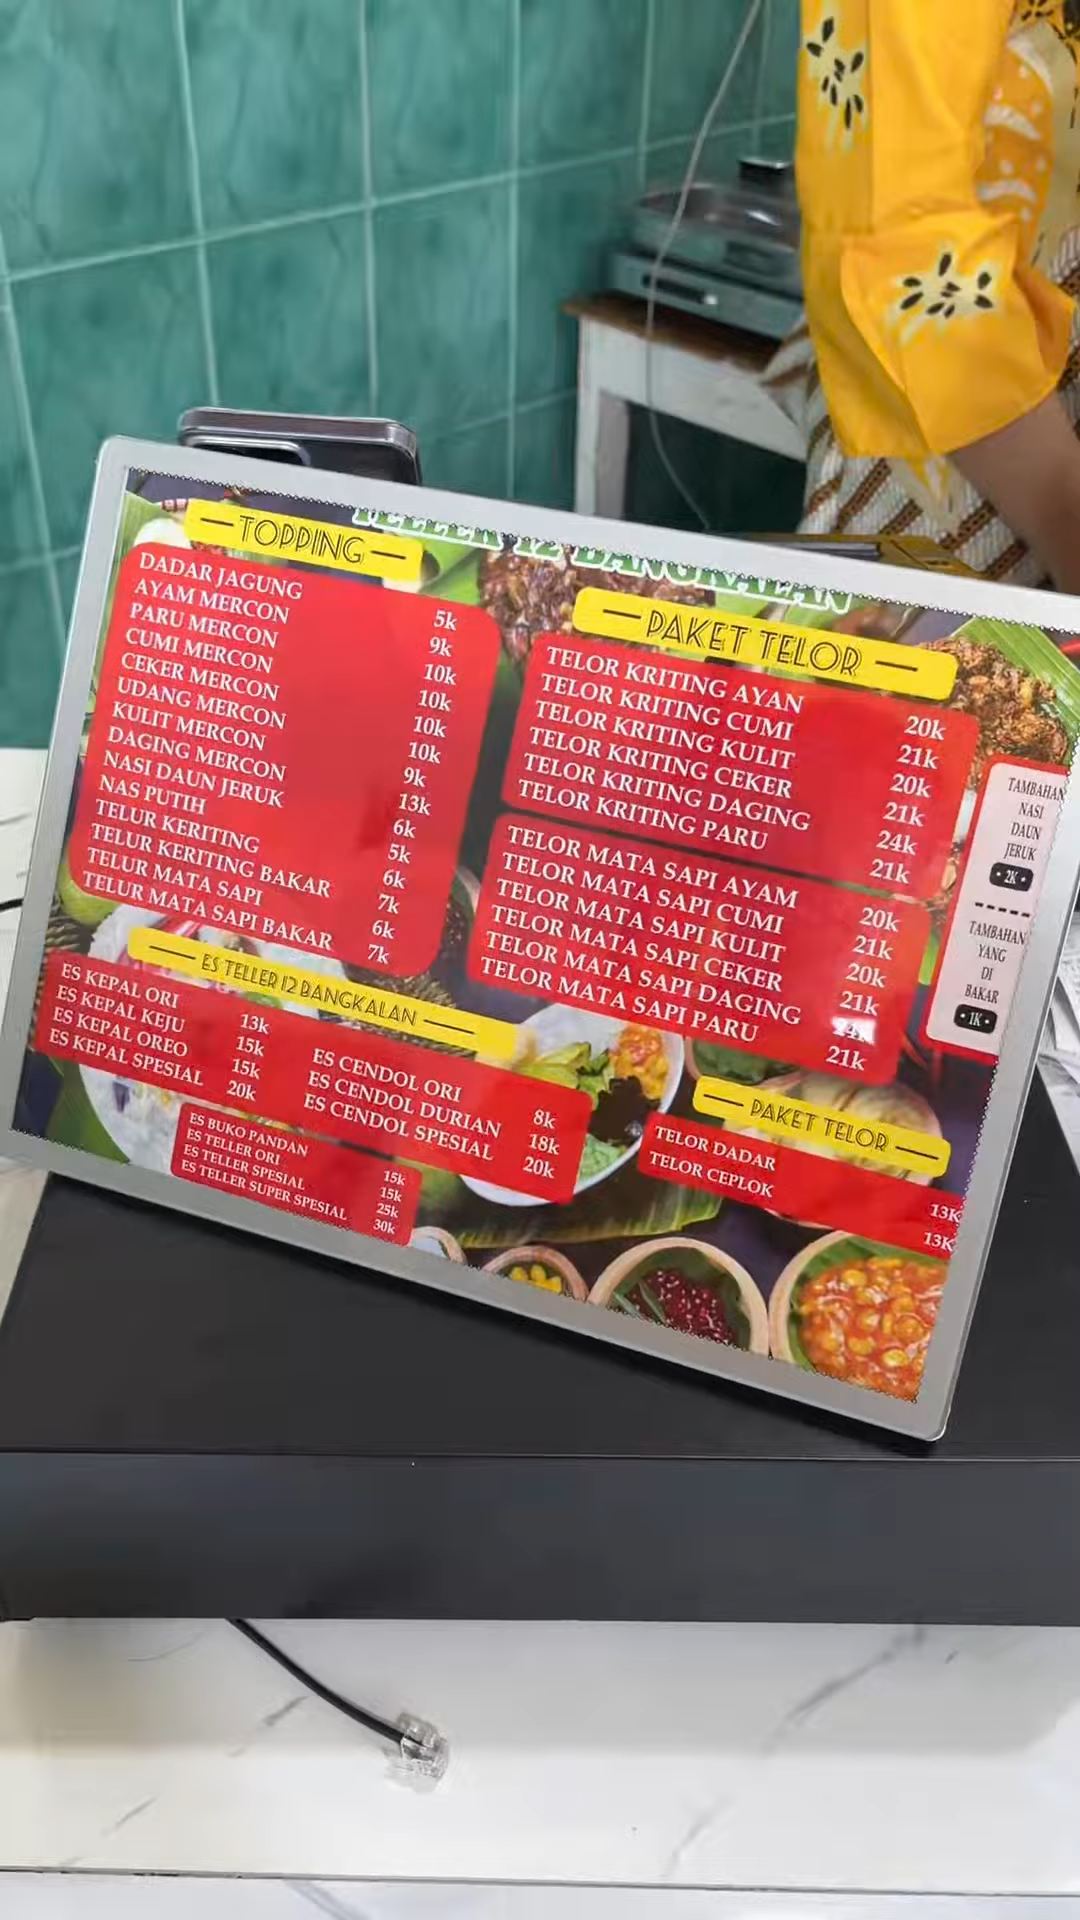 TELLER 12 BANGKALAN
TOPPING
DADAR JAGUNG 5k
AYAM MERCON 9k
PARU MERCON 10k
CUMI MERCON 10k
CEKER MERCON 10k
UDANG MERCON 10k
KULIT MERCON 9k
DAGING MERCON 13k
NASI DAUN JERUK 6k
NAS PUTIH 5k
TELUR KERITING 6k
TELUR KERITING BAKAR 7k
TELUR MATA SAPI 6k
TELUR MATA SAPI BAKAR 7k
PAKET TELOR
TELOR KRITING AYAN 20k
TELOR KRITING CUMI 21k
TELOR KRITING KULIT 20k
TELOR KRITING CEKER 21k
TELOR KRITING DAGING 24k
TELOR KRITING PARU 21k
TELOR MATA SAPI AYAM 20k
TELOR MATA SAPI CUMI 21k
TELOR MATA SAPI KULIT 20k
TELOR MATA SAPI CEKER 21k
TELOR MATA SAPI DAGING
TELOR MATA SAPI PARU 21k
TAMBAHAN
NASI
DAUN
JERUK
2K
TAMBAHAN
YANG
DI
BAKAR
1K
ES TELLER 12 BANGKALAN
ES KEPAL ORI 13k
ES KEPAL KEJU 15k
ES KEPAL OREO 15k
ES KEPAL SPESIAL 20k
ES CENDOL ORI 8k
ES CENDOL DURIAN 18k
ES CENDOL SPESIAL 20k
ES BUKO PANDAN 15k
ES TELLER ORI 15k
ES TELLER SPESIAL 25k
ES TELLER SUPER SPESIAL 30k
PAKET TELOR
TELOR DADAR 13K
TELOR CEPLOK 13K